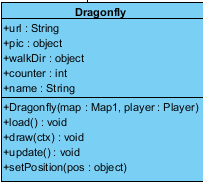 Dragonfly
+url : String
+pic : object
+walkDir : object
+counter : int
+name : String
+Dragonfly(map : Map1, player : Player)
+load() : void
+draw(ctx) : void
+update() : void
+setPosition(pos : object)